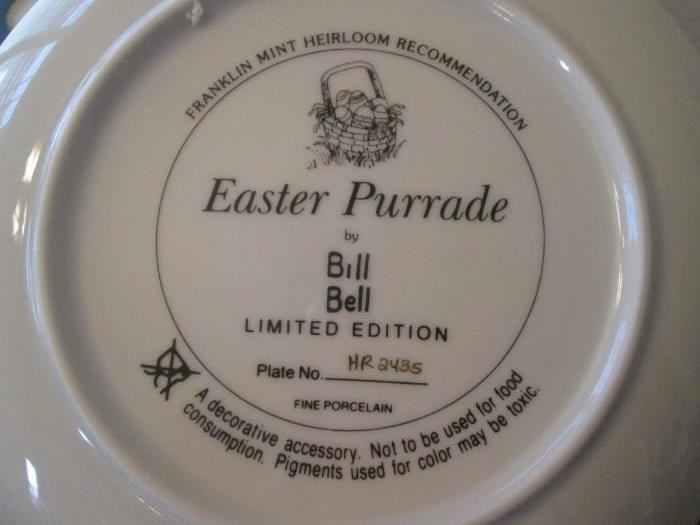 FRANKLIN MINT HEIRLOOM RECOMMENDATION
Easter Purrade
by
Bill
Bell
LIMITED EDITION
Plate No. HR2435
FINE PORCELAIN
A decorative accessory. Not to be used for food
consumption. Pigments used for color may be toxic.